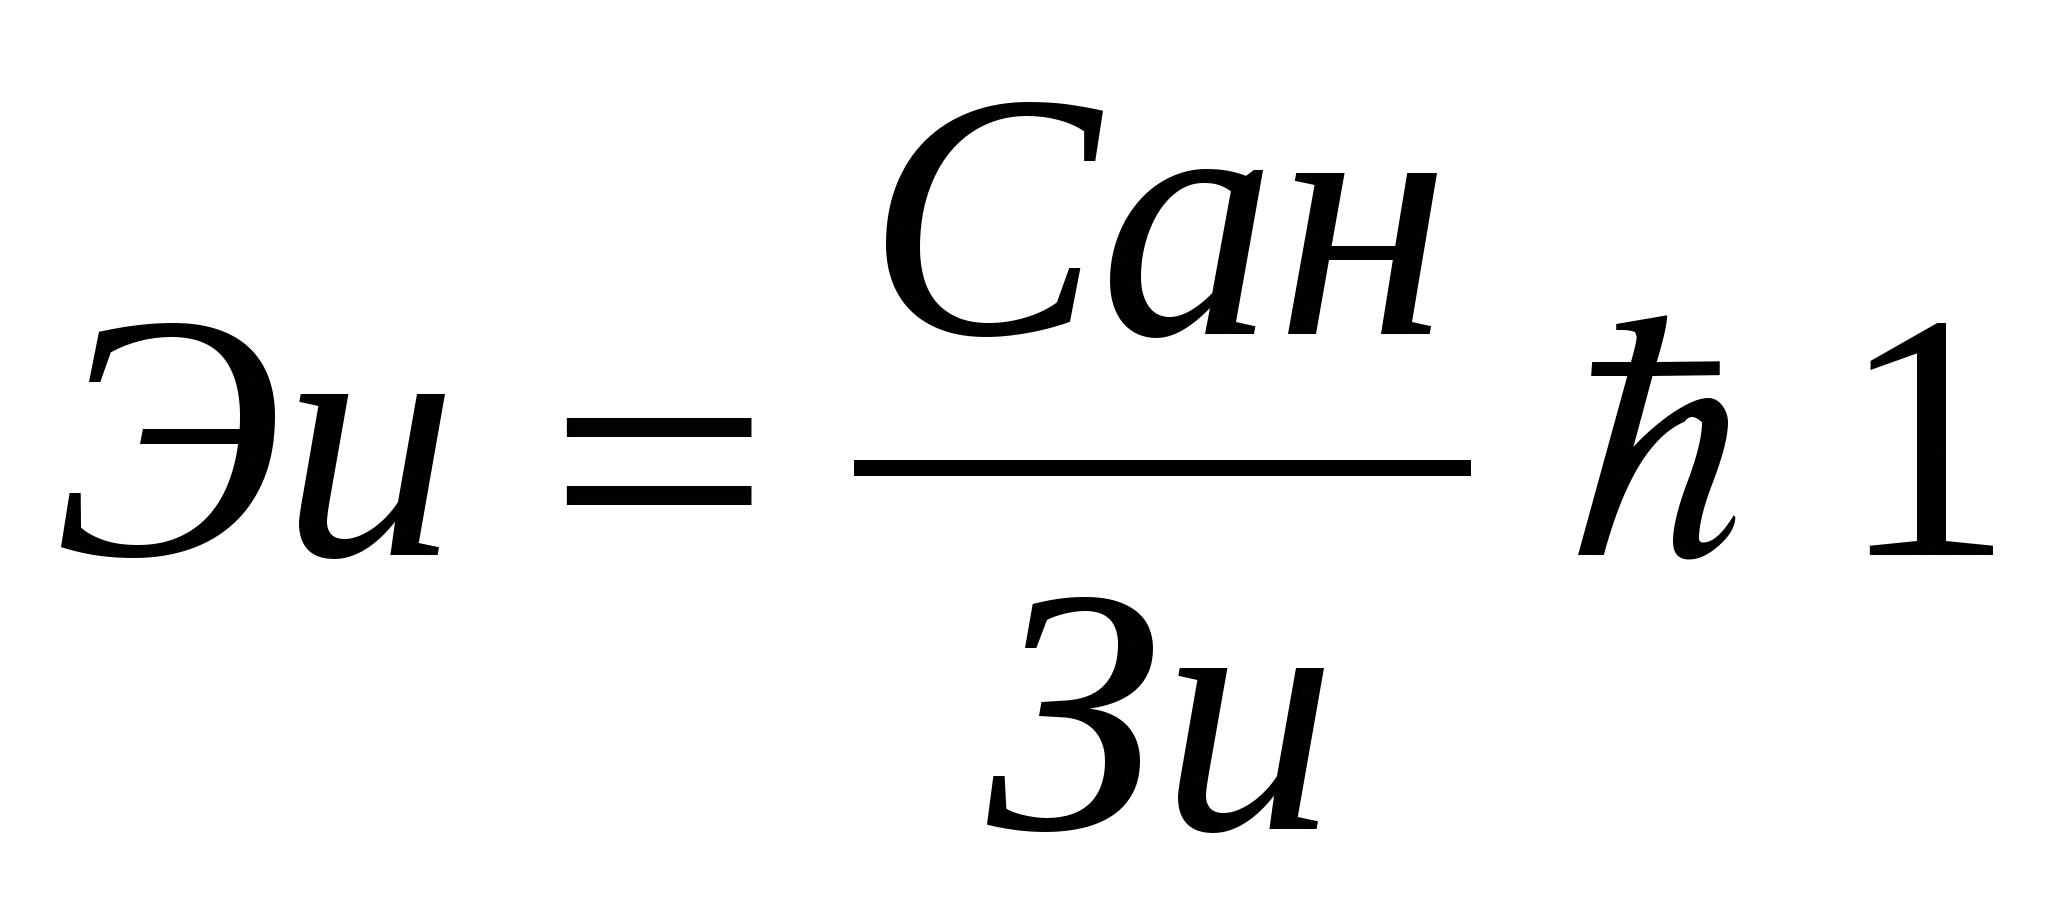 Эи = Сан / Зи ℏ 1